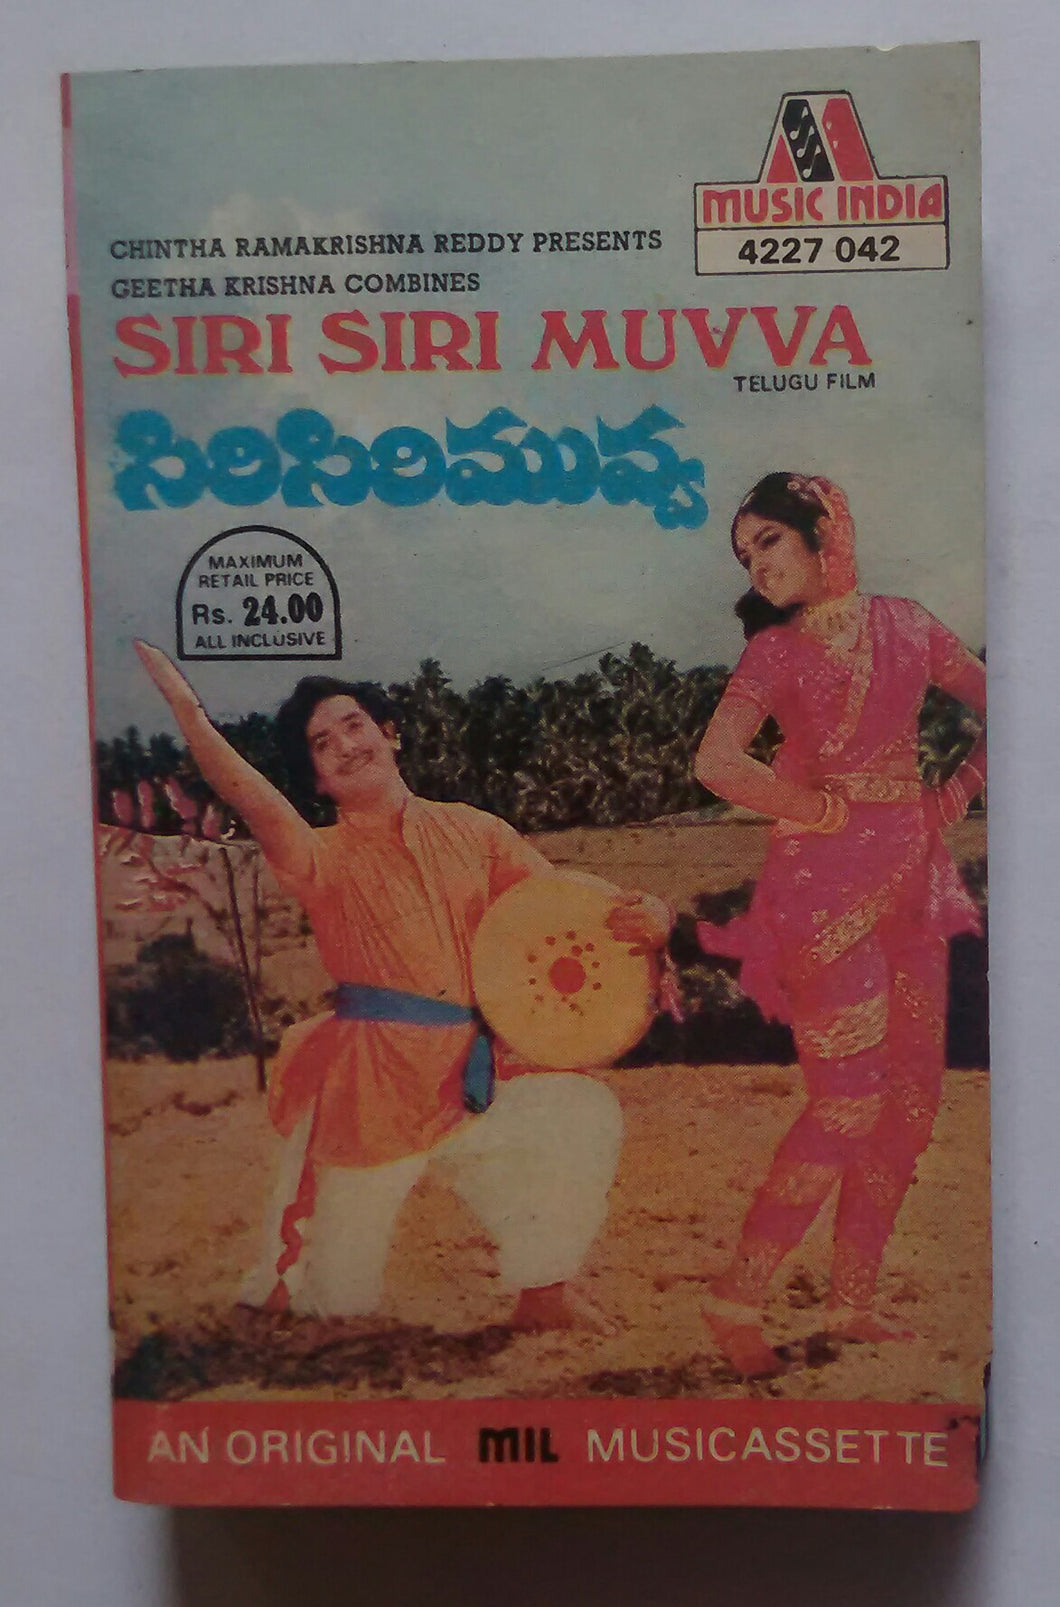 MUSIC INDIA
4227 042
CHINTHA RAMAKRISHNA REDDY PRESENTS
GEETHA KRISHNA COMBINES
SIRI SIRI MUVVA
TELUGU FILM
సిరిసిరిమువ్వ
MAXIMUM
RETAIL PRICE
Rs. 24.00
ALL INCLUSIVE
AN ORIGINAL MIL MUSICASSETTE